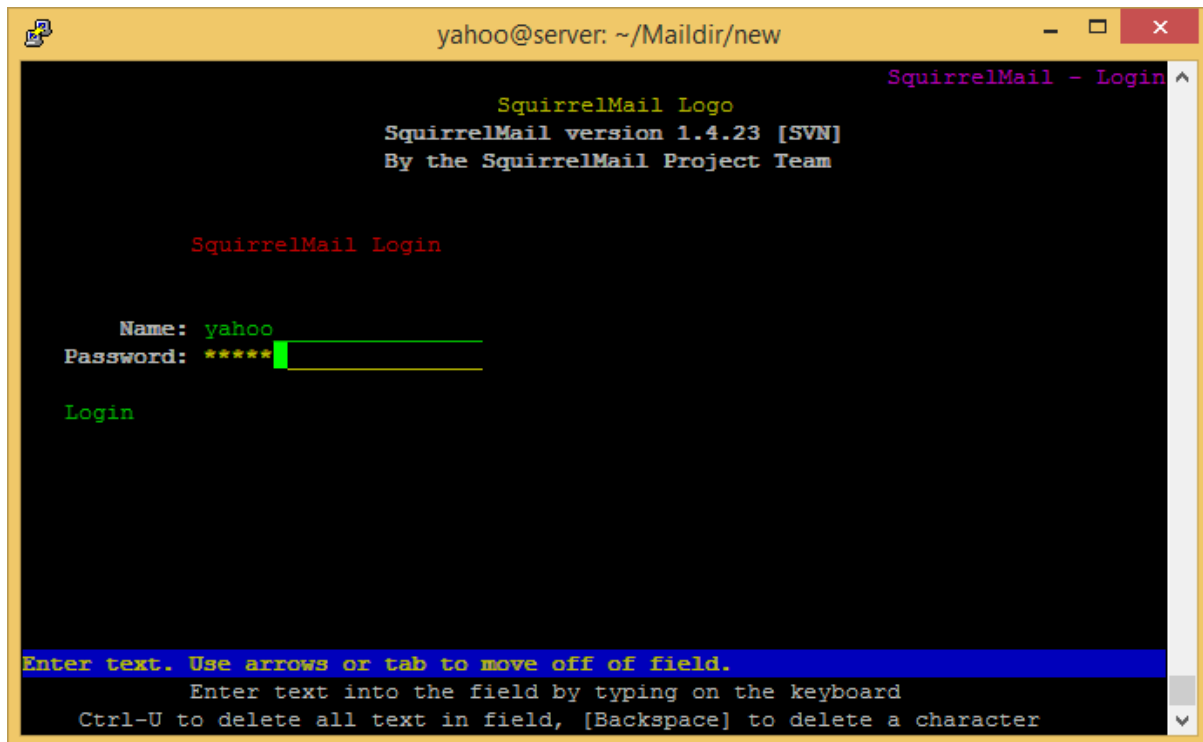 yahoo@server: ~/Maildir/new
SquirrelMail - Login
SquirrelMail Logo
SquirrelMail version 1.4.23 [SVN]
By the SquirrelMail Project Team
SquirrelMail Login
Name: yahoo
Password: *****
Login
Enter text. Use arrows or tab to move off of field.
Enter text into the field by typing on the keyboard
Ctrl-U to delete all text in field, [Backspace] to delete a character